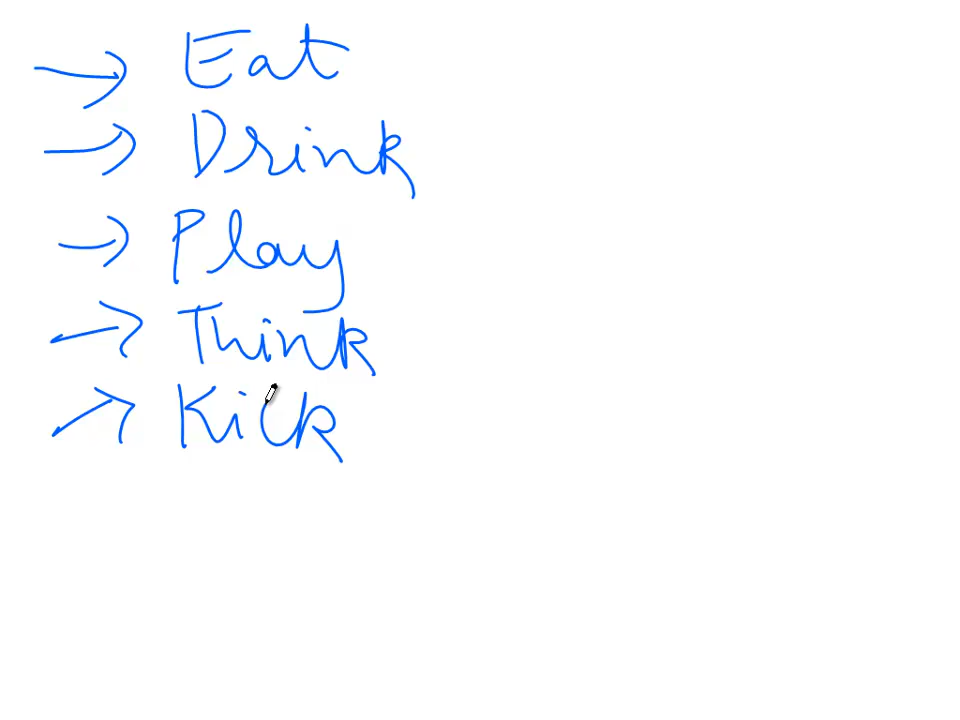 → Eat
→ Drink
→ Play
→ Think
→ Kick